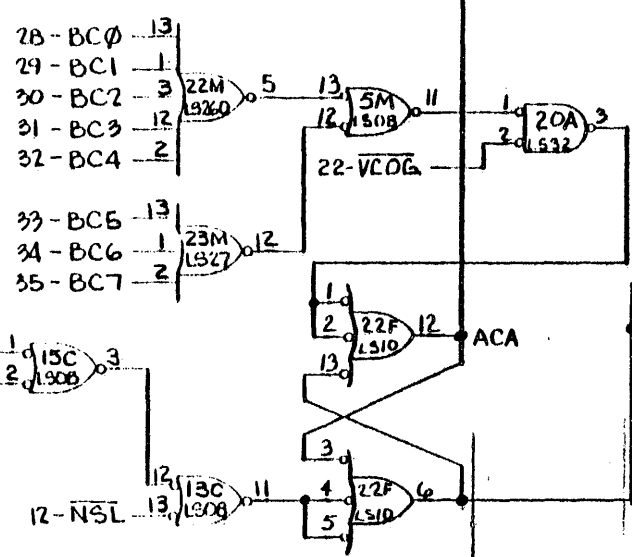 28-BCØ 13
29-BC1 1
30-BC2 3 22M 5 13 5M 11 1 20A 3
31-BC3 12 LS260 12 LS08 2 LS32
32-BC4 2 22-VCOG
33-BC5 13
34-BC6 1 23M 12
35-BC7 2 LS27
1 22F 12 ACA
2 LS10
13
1 15C 3
2 LS08
3
12 13C 11 4 22F 6
12-NSL 13 LS08 5 LS10